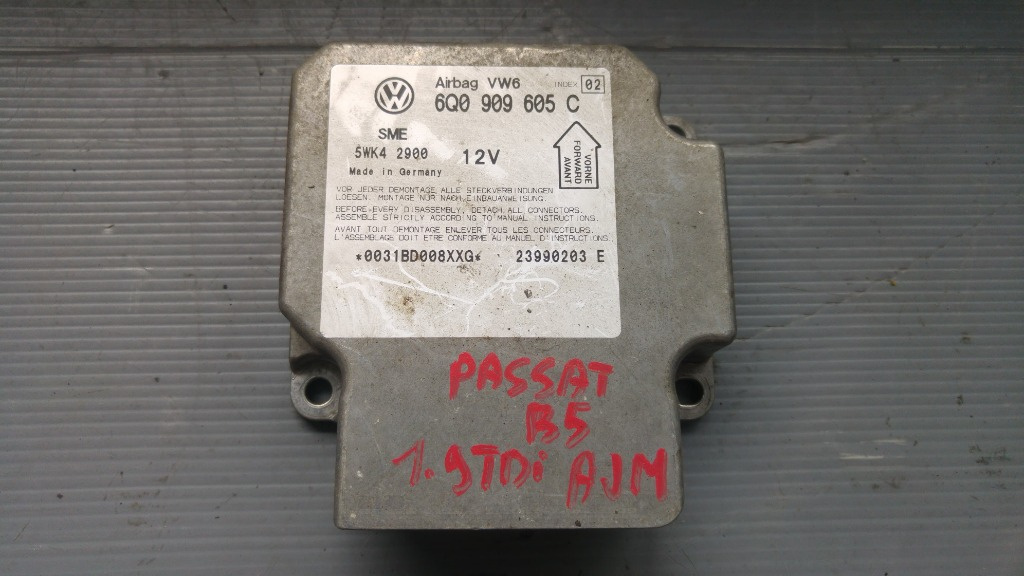 Airbag VW6 INDEX 02
6Q0 909 605 C
SME
5WK4 2900 12V
Made in Germany
VORNE
FORWARD
AVANT
VOR JEDER DEMONTAGE ALLE STECKVERBINDUNGEN
LOESEN. MONTAGE NUR NACH EINBAUANWEISUNG.
BEFORE EVERY DISASSEMBLY, DETACH ALL CONNECTORS.
ASSEMBLE STRICTLY ACCORDING TO MANUAL INSTRUCTIONS.
AVANT TOUT DEMONTAGE ENLEVER TOUS LES CONNECTEURS.
L'ASSEMBLAGE DOIT ETRE CONFORME AU MANUEL D'INSTRUCTIONS.
*0031BD008XXG* 23990203 E
PASSAT
B5
1.9TDi AJM